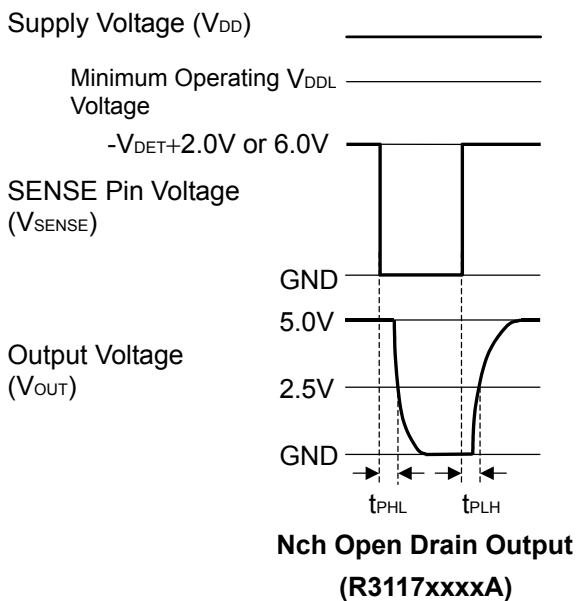 Supply Voltage (VDD)
Minimum Operating VDDL
Voltage
-VDET+2.0V or 6.0V
SENSE Pin Voltage
(VSENSE)
GND
5.0V
Output Voltage
(VOUT)
2.5V
GND
tPHL tPLH
Nch Open Drain Output
(R3117xxxxA)